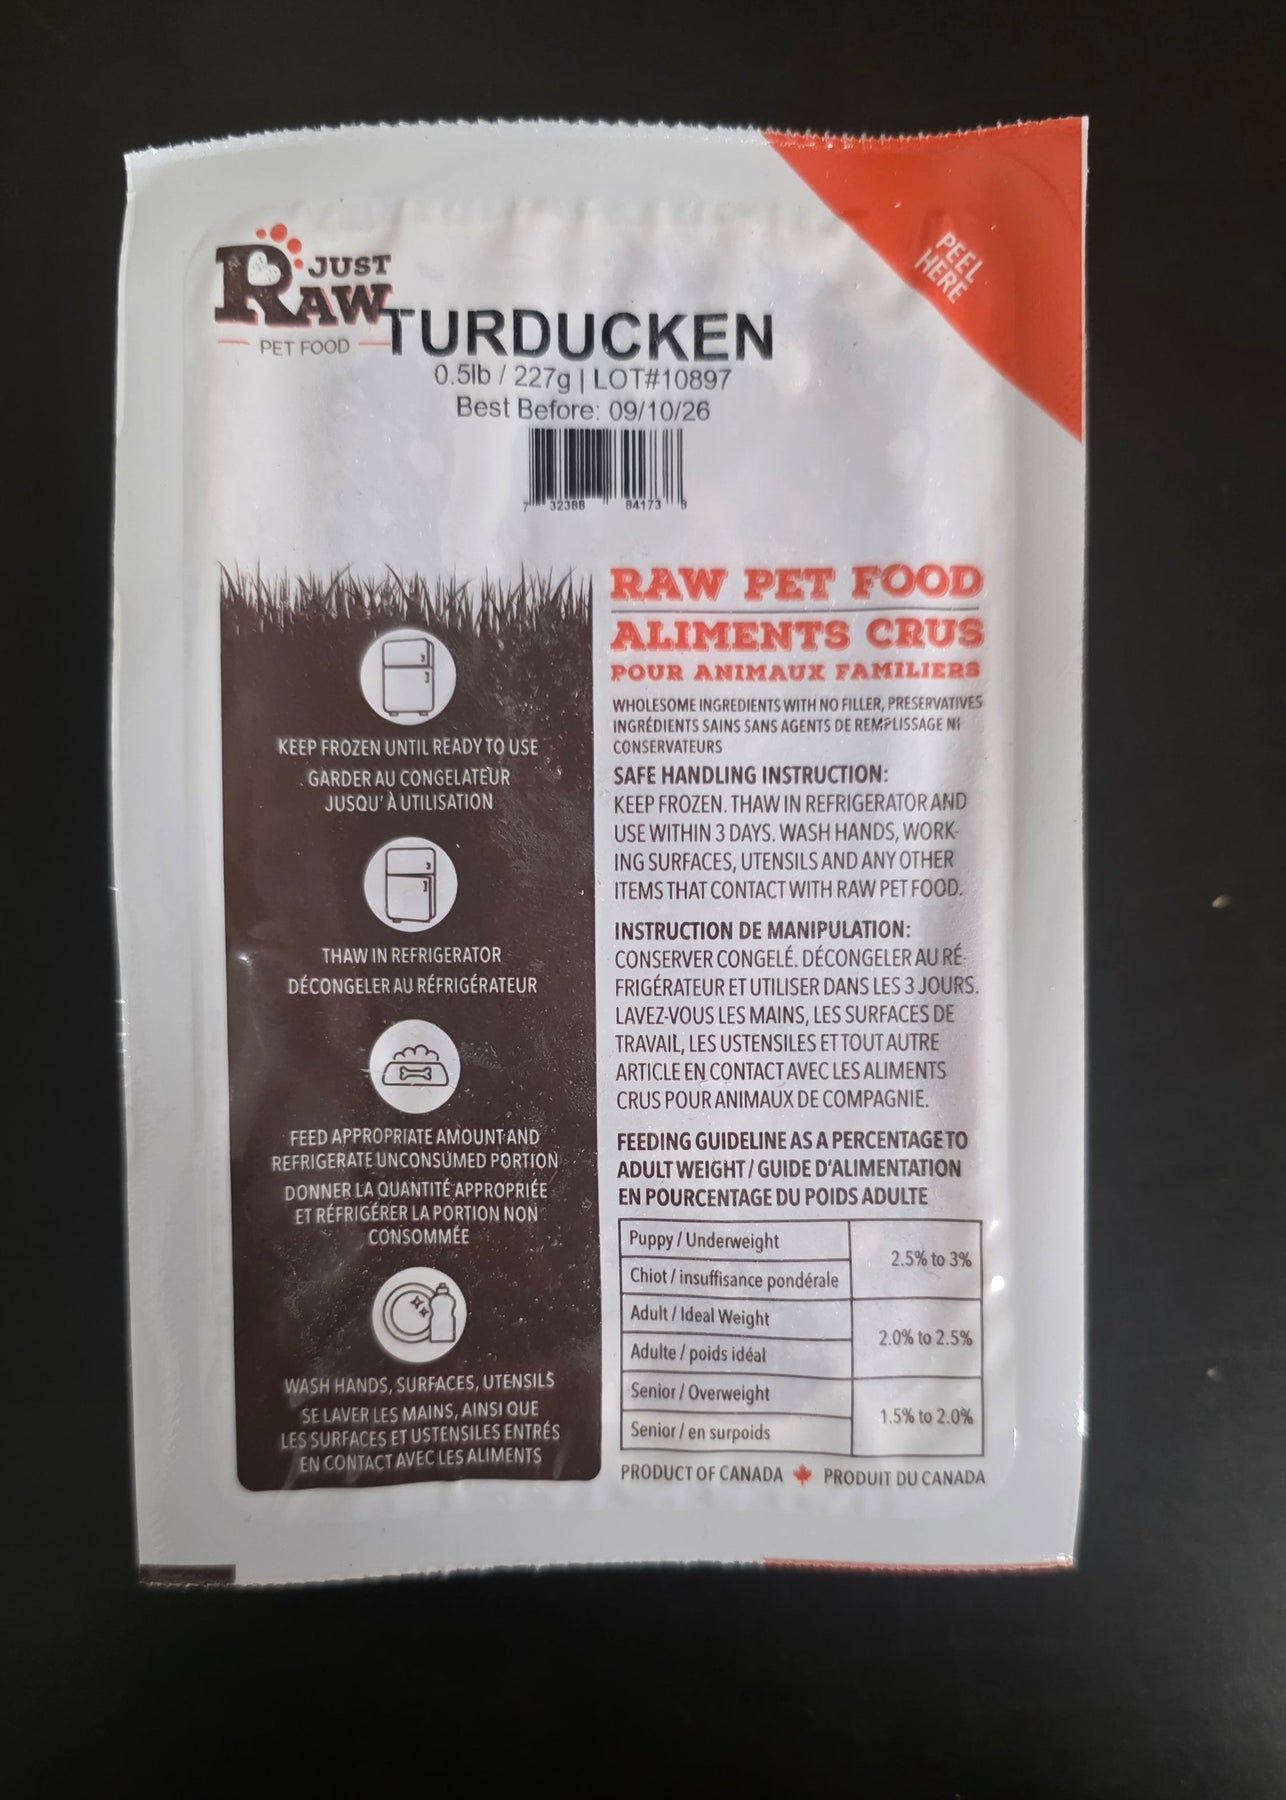 JUST
RAW
PET FOOD
PEEL
HERE
TURDUCKEN
0.5lb / 227g | LOT#10897
Best Before: 09/10/26
7 32388 84173 8
KEEP FROZEN UNTIL READY TO USE
GARDER AU CONGELATEUR
JUSQU' À UTILISATION
THAW IN REFRIGERATOR
DÉCONGELER AU RÉFRIGÉRATEUR
FEED APPROPRIATE AMOUNT AND
REFRIGERATE UNCONSUMED PORTION
DONNER LA QUANTITÉ APPROPRIÉE
ET RÉFRIGÉRER LA PORTION NON
CONSOMMÉE
WASH HANDS, SURFACES, UTENSILS
SE LAVER LES MAINS, AINSI QUE
LES SURFACES ET USTENSILES ENTRÉS
EN CONTACT AVEC LES ALIMENTS
RAW PET FOOD
ALIMENTS CRUS
POUR ANIMAUX FAMILIERS
WHOLESOME INGREDIENTS WITH NO FILLER, PRESERVATIVES
INGRÉDIENTS SAINS SANS AGENTS DE REMPLISSAGE NI
CONSERVATEURS
SAFE HANDLING INSTRUCTION:
KEEP FROZEN. THAW IN REFRIGERATOR AND
USE WITHIN 3 DAYS. WASH HANDS, WORK-
ING SURFACES, UTENSILS AND ANY OTHER
ITEMS THAT CONTACT WITH RAW PET FOOD.
INSTRUCTION DE MANIPULATION:
CONSERVER CONGELÉ. DÉCONGELER AU RÉ-
FRIGÉRATEUR ET UTILISER DANS LES 3 JOURS.
LAVEZ-VOUS LES MAINS, LES SURFACES DE
TRAVAIL, LES USTENSILES ET TOUT AUTRE
ARTICLE EN CONTACT AVEC LES ALIMENTS
CRUS POUR ANIMAUX DE COMPAGNIE.
FEEDING GUIDELINE AS A PERCENTAGE TO
ADULT WEIGHT / GUIDE D'ALIMENTATION
EN POURCENTAGE DU POIDS ADULTE
Puppy / Underweight
Chiot / insuffisance pondérale
2.5% to 3%
Adult / Ideal Weight
Adulte / poids idéal
2.0% to 2.5%
Senior / Overweight
Senior / en surpoids
1.5% to 2.0%
PRODUCT OF CANADA PRODUIT DU CANADA